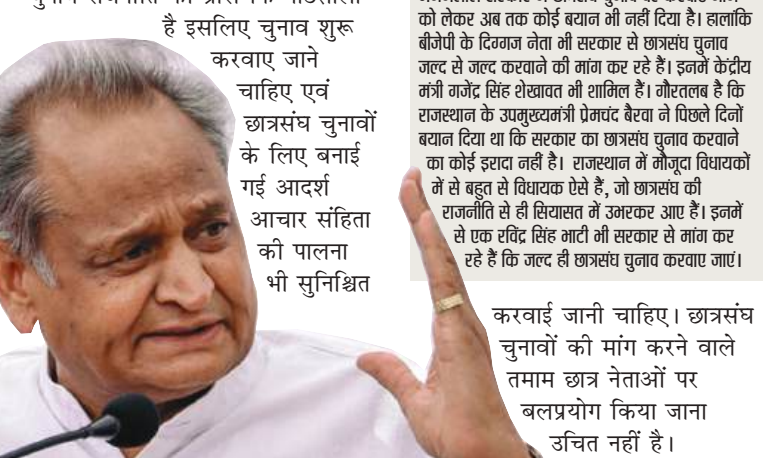 है इसलिए चुनाव शुरू
करवाए जाने
चाहिए एवं
छात्रसंघ चुनावों
के लिए बनाई
गई आदर्श
आचार संहिता
की पालना
भी सुनिश्चित
करवाई जानी चाहिए। छात्रसंघ
चुनावों की मांग करने वाले
तमाम छात्र नेताओं पर
बलप्रयोग किया जाना
उचित नहीं है।
को लेकर अब तक कोई बयान भी नहीं दिया है। हालांकि
बीजेपी के दिग्गज नेता भी सरकार से छात्रसंघ चुनाव
जल्द से जल्द करवाने की मांग कर रहे हैं। इनमें केंद्रीय
मंत्री गजेंद्र सिंह शेखावत भी शामिल हैं। गौरतलब है कि
राजस्थान के उपमुख्यमंत्री प्रेमचंद बैरवा ने पिछले दिनों
बयान दिया था कि सरकार का छात्रसंघ चुनाव करवाने
का कोई इरादा नहीं है। राजस्थान में मौजूदा विधायकों
में से बहुत से विधायक ऐसे हैं, जो छात्रसंघ की
राजनीति से ही सियासत में उभरकर आए हैं। इनमें
से एक रविंद्र सिंह भाटी भी सरकार से मांग कर
रहे हैं कि जल्द ही छात्रसंघ चुनाव करवाए जाएं।